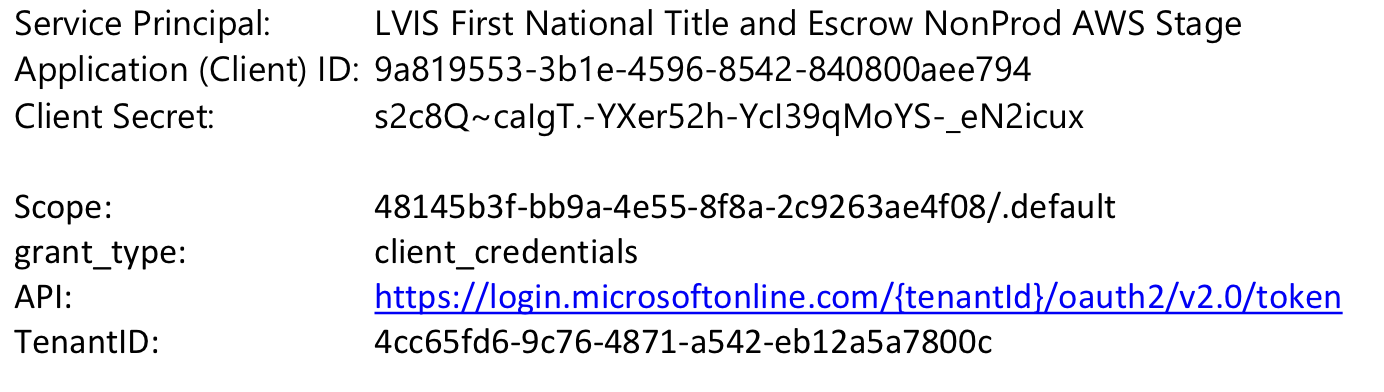 Service Principal: LVIS First National Title and Escrow NonProd AWS Stage
Application (Client) ID: 9a819553-3b1e-4596-8542-840800aee794
Client Secret: s2c8Q~caIgT.-YXer52h-YcI39qMoYS-_eN2icux
Scope: 48145b3f-bb9a-4e55-8f8a-2c9263ae4f08/.default
grant_type: client_credentials
API: https://login.microsoftonline.com/{tenantId}/oauth2/v2.0/token
TenantID: 4cc65fd6-9c76-4871-a542-eb12a5a7800c